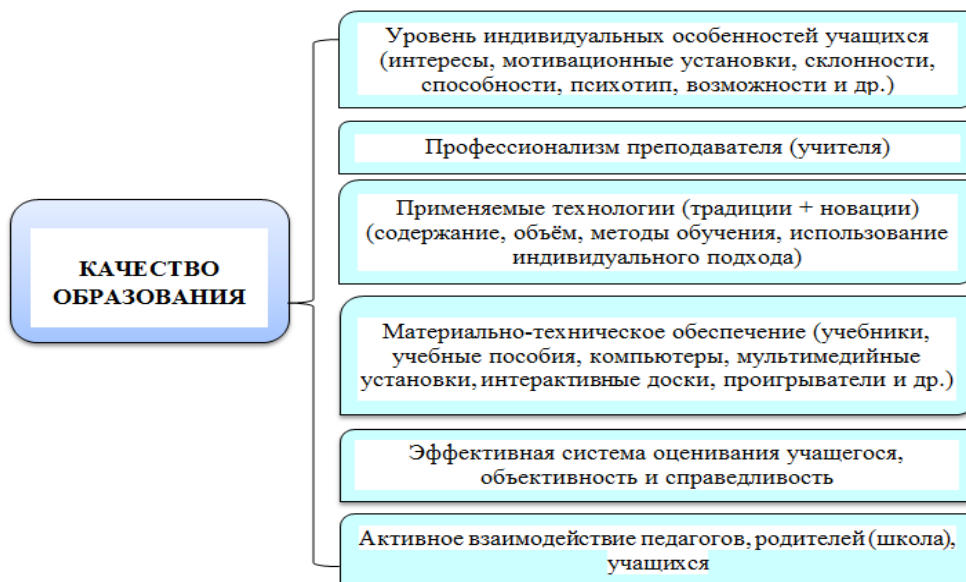 КАЧЕСТВО
ОБРАЗОВАНИЯ
Уровень индивидуальных особенностей учащихся
(интересы, мотивационные установки, склонности,
способности, психотип, возможности и др.)
Профессионализм преподавателя (учителя)
Применяемые технологии (традиции + новации)
(содержание, объём, методы обучения, использование
индивидуального подхода)
Материально-техническое обеспечение (учебники,
учебные пособия, компьютеры, мультимедийные
установки, интерактивные доски, проигрыватели и др.)
Эффективная система оценивания учащегося,
объективность и справедливость
Активное взаимодействие педагогов, родителей (школа),
учащихся